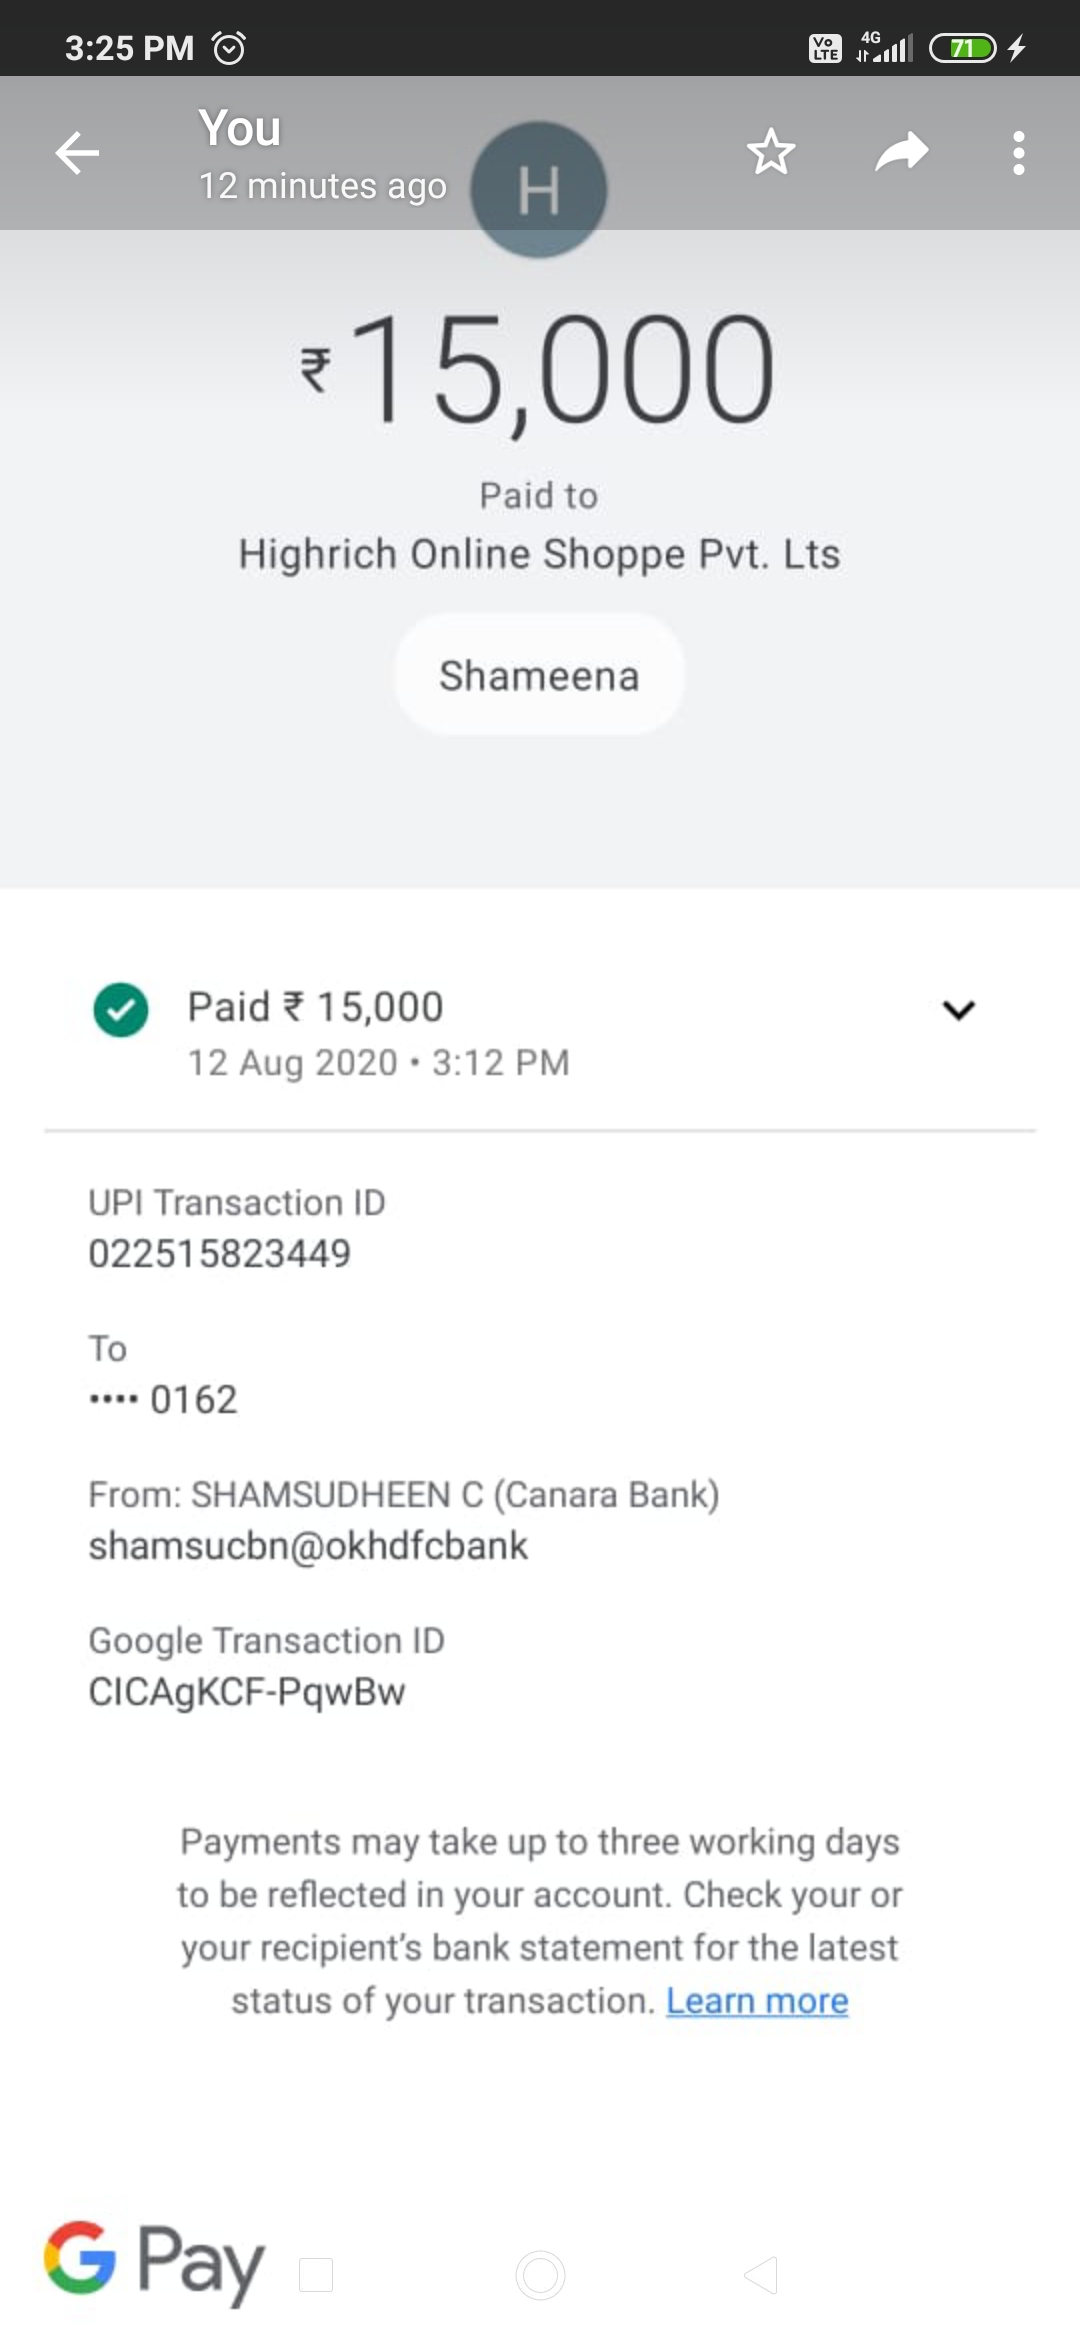 3:25 PM
Vo LTE 4G 71
You
12 minutes ago
H
₹15,000
Paid to
Highrich Online Shoppe Pvt. Lts
Shameena
Paid ₹ 15,000
12 Aug 2020 • 3:12 PM
UPI Transaction ID
022515823449
To
•••• 0162
From: SHAMSUDHEEN C (Canara Bank)
shamsucbn@okhdfcbank
Google Transaction ID
CICAgKCF-PqwBw
Payments may take up to three working days
to be reflected in your account. Check your or
your recipient's bank statement for the latest
status of your transaction. Learn more
G Pay